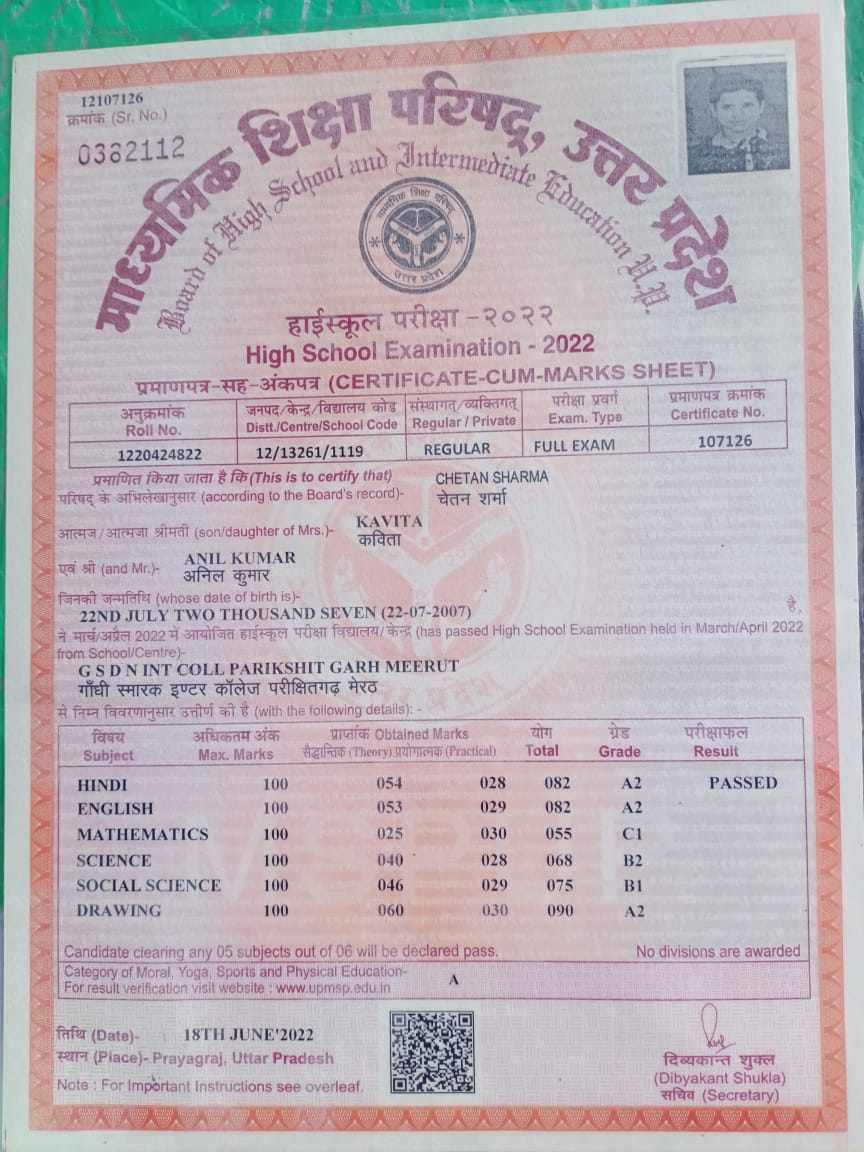 12107126
क्रमांक (Sr. No.)
0382112
माध्यमिक शिक्षा परिषद्, उत्तर प्रदेश
Board of High School and Intermediate Education U.P.
माध्यमिक शिक्षा परिषद्
उत्तर प्रदेश
हाईस्कूल परीक्षा -२०२२
High School Examination - 2022
प्रमाणपत्र-सह-अंकपत्र (CERTIFICATE-CUM-MARKS SHEET)
अनुक्रमांक जनपद/केन्द्र/विद्यालय कोड संस्थागत/व्यक्तिगत परीक्षा प्रवर्ग प्रमाणपत्र क्रमांक
Roll No. Distt./Centre/School Code Regular / Private Exam. Type Certificate No.
1220424822 12/13261/1119 REGULAR FULL EXAM 107126
प्रमाणित किया जाता है कि (This is to certify that) CHETAN SHARMA
परिषद् के अभिलेखानुसार (according to the Board's record)- चेतन शर्मा
आत्मज/आत्मजा श्रीमती (son/daughter of Mrs.)- KAVITA
कविता
एवं श्री (and Mr.)- ANIL KUMAR
अनिल कुमार
जिनकी जन्मतिथि (whose date of birth is)-
22ND JULY TWO THOUSAND SEVEN (22-07-2007) है,
ने मार्च/अप्रैल 2022 में आयोजित हाईस्कूल परीक्षा विद्यालय/केन्द्र (has passed High School Examination held in March/April 2022
from School/Centre)-
G S D N INT COLL PARIKSHIT GARH MEERUT
गाँधी स्मारक इण्टर कॉलेज परीक्षितगढ़ मेरठ
से निम्न विवरणानुसार उत्तीर्ण की है (with the following details): -
विषय अधिकतम अंक प्राप्तांक Obtained Marks योग ग्रेड परीक्षाफल
Subject Max. Marks सैद्धान्तिक (Theory) प्रयोगात्मक (Practical) Total Grade Result
HINDI 100 054 028 082 A2 PASSED
ENGLISH 100 053 029 082 A2
MATHEMATICS 100 025 030 055 C1
SCIENCE 100 040 028 068 B2
SOCIAL SCIENCE 100 046 029 075 B1
DRAWING 100 060 030 090 A2
Candidate clearing any 05 subjects out of 06 will be declared pass. No divisions are awarded
Category of Moral, Yoga, Sports and Physical Education- A
For result verification visit website : www.upmsp.edu.in
तिथि (Date)- 18TH JUNE'2022
स्थान (Place)- Prayagraj, Uttar Pradesh
Note : For Important Instructions see overleaf.
दिब्यकान्त शुक्ल
(Dibyakant Shukla)
सचिव (Secretary)